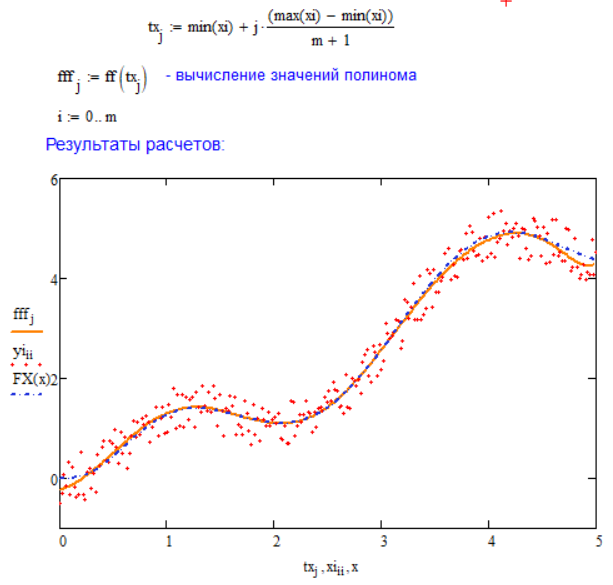 tx_j := min(xi) + j·(max(xi) − min(xi))/(m + 1)
fff_j := ff(tx_j) - вычисление значений полинома
i := 0.. m
Результаты расчетов:
6
4
2
0
fff_j
yi_ii
FX(x)
0 1 2 3 4 5
tx_j , xi_ii , x